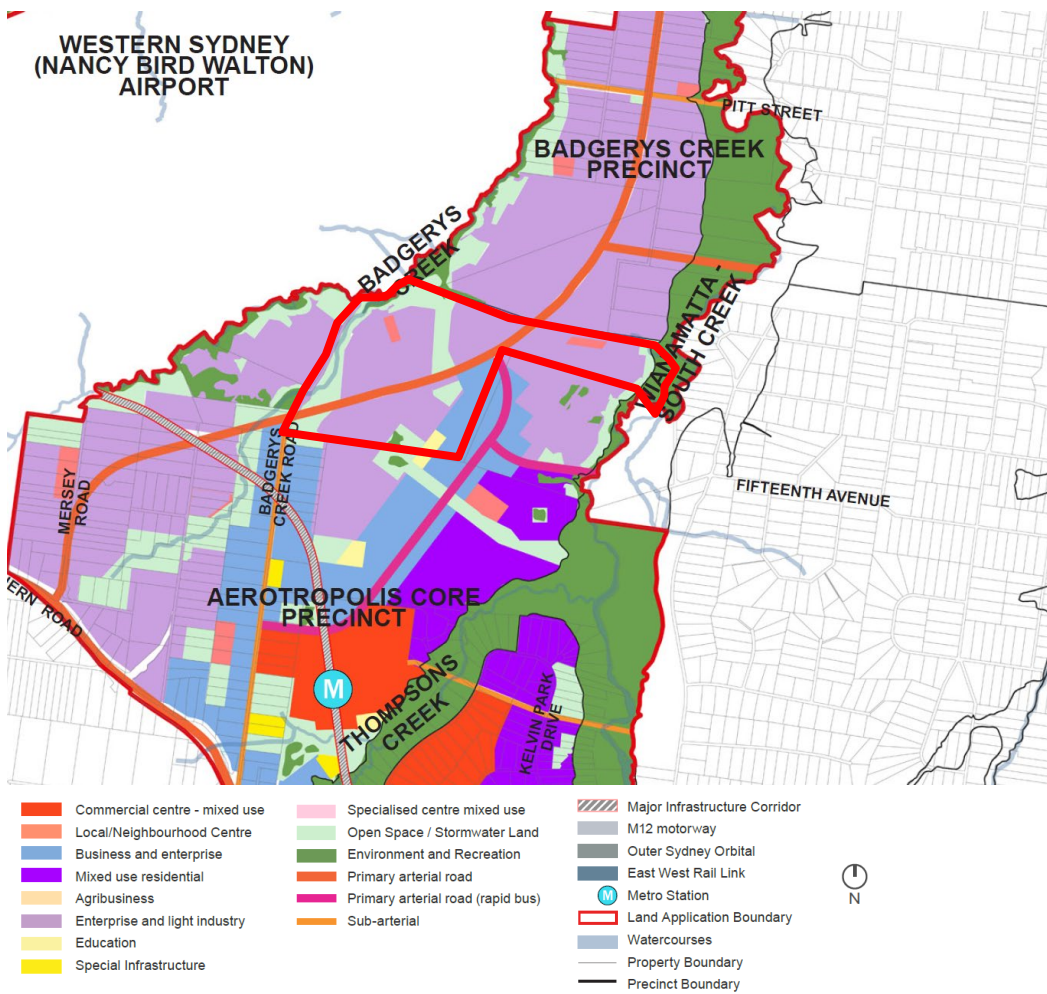 WESTERN SYDNEY
(NANCY BIRD WALTON)
AIRPORT
PITT STREET
BADGERYS CREEK
PRECINCT
BADGERYS
CREEK
WIANAMATTA -
SOUTH CREEK
BADGERYS
CREEK ROAD
MERSEY
ROAD
FIFTEENTH AVENUE
ERN ROAD
AEROTROPOLIS CORE
PRECINCT
M
THOMPSONS
CREEK
KELVIN PARK
DRIVE
Commercial centre - mixed use
Local/Neighbourhood Centre
Business and enterprise
Mixed use residential
Agribusiness
Enterprise and light industry
Education
Special Infrastructure
Specialised centre mixed use
Open Space / Stormwater Land
Environment and Recreation
Primary arterial road
Primary arterial road (rapid bus)
Sub-arterial
Major Infrastructure Corridor
M12 motorway
Outer Sydney Orbital
East West Rail Link
M Metro Station
Land Application Boundary
Watercourses
Property Boundary
Precinct Boundary
N